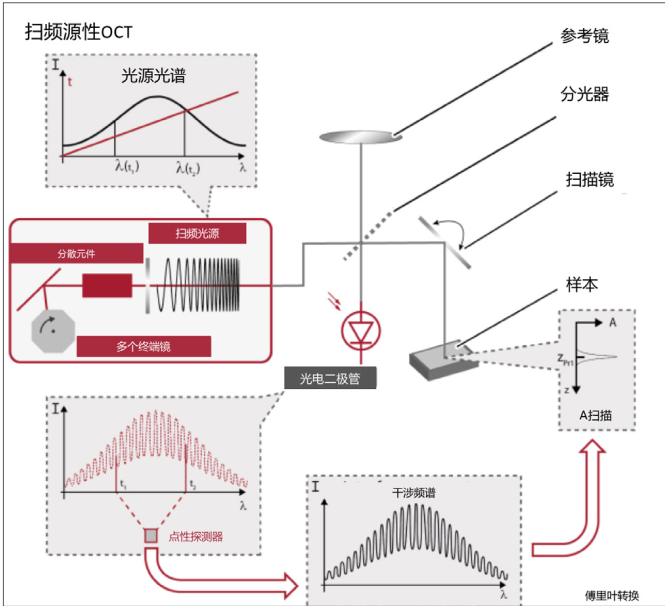 扫频源性OCT
参考镜
I
t
光源光谱
分光器
λ(t₁)
λ(t₂)
λ
扫描镜
扫频光源
分散元件
样本
多个终端镜
A
Z_Pr1
z
光电二极管
A扫描
I
t₁
t₂
λ
点性探测器
I
干涉频谱
λ
傅里叶转换